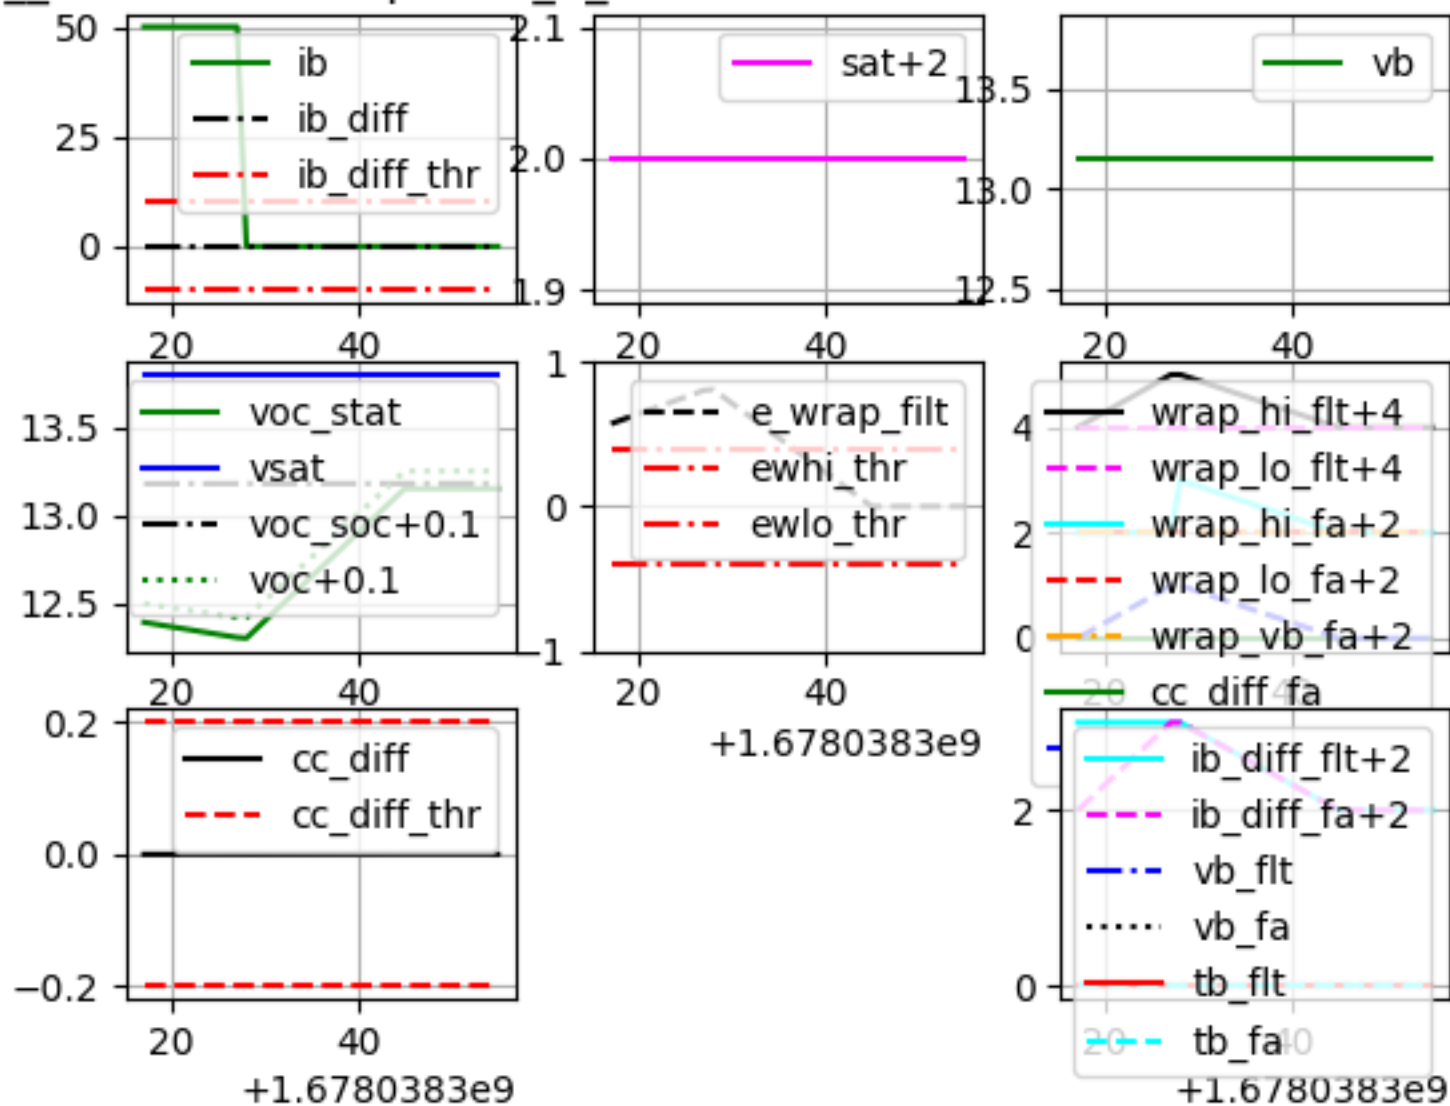 50
25
0
ib
ib_diff
ib_diff_thr
20
40
2.1
2.0
1.9
sat+2
20
40
13.5
13.0
12.5
vb
20
40
13.5
13.0
12.5
voc_stat
vsat
voc_soc+0.1
voc+0.1
20
40
1
0
−1
e_wrap_filt
ewhi_thr
ewlo_thr
20
40
+1.6780383e9
4
2
0
wrap_hi_flt+4
wrap_lo_flt+4
wrap_hi_fa+2
wrap_lo_fa+2
wrap_vb_fa+2
cc_diff_fa
20
40
0.2
0.0
−0.2
cc_diff
cc_diff_thr
20
40
+1.6780383e9
2
0
ib_diff_flt+2
ib_diff_fa+2
vb_flt
vb_fa
tb_flt
tb_fa
20
40
+1.6780383e9